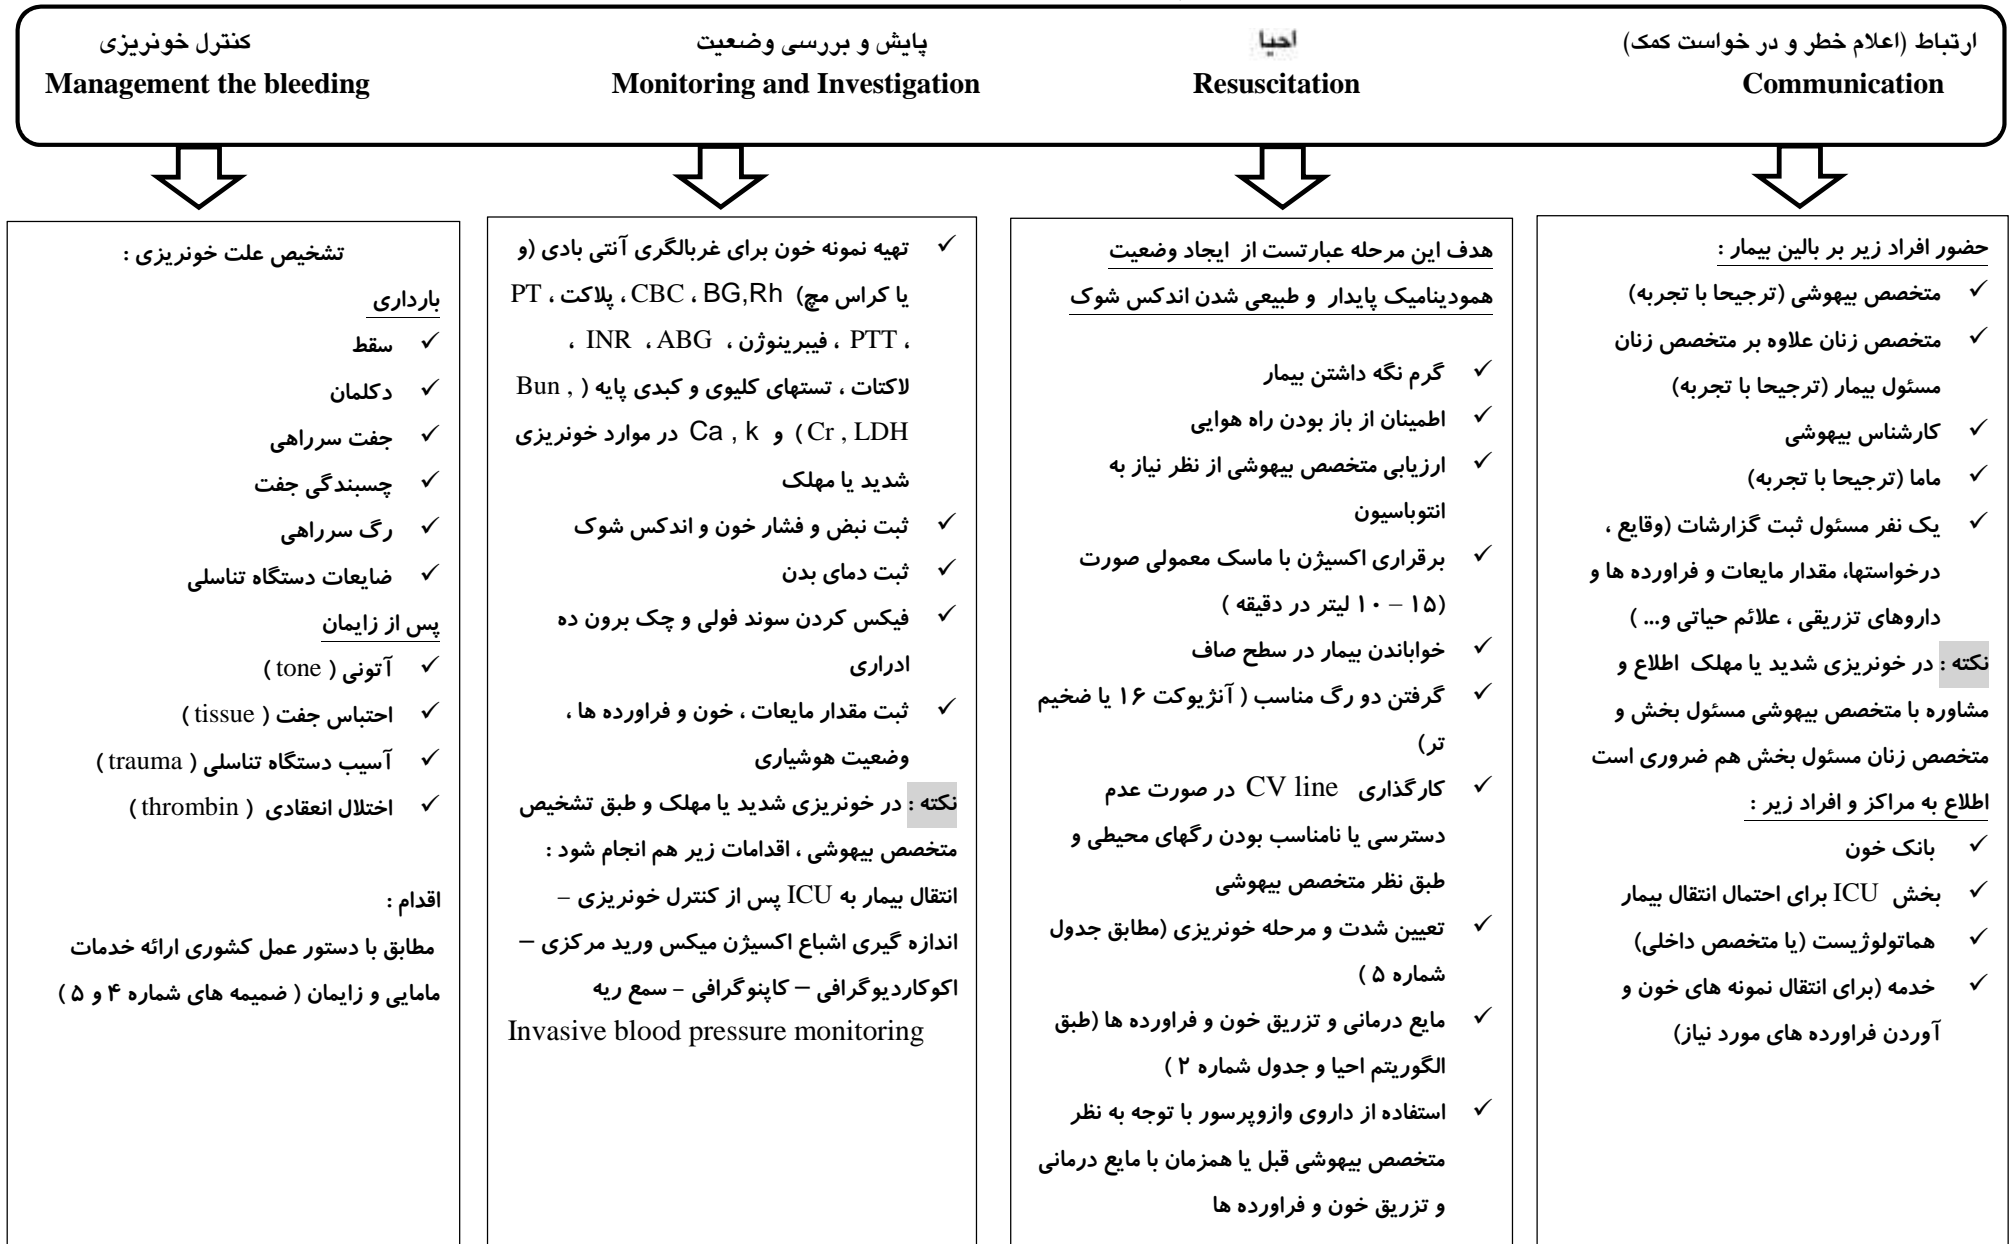 ارتباط (اعلام خطر و در خواست کمک)
Communication
احیا
Resuscitation
پایش و بررسی وضعیت
Monitoring and Investigation
کنترل خونریزی
Management the bleeding
حضور افراد زیر بر بالین بیمار :
✓ متخصص بیهوشی (ترجیحا با تجربه)
✓ متخصص زنان علاوه بر متخصص زنان
مسئول بیمار (ترجیحا با تجربه)
✓ کارشناس بیهوشی
✓ ماما (ترجیحا با تجربه)
✓ یک نفر مسئول ثبت گزارشات (وقایع ،
درخواستها، مقدار مایعات و فراورده ها و
داروهای تزریقی ، علائم حیاتی و... )
نکته : در خونریزی شدید یا مهلک اطلاع و
مشاوره با متخصص بیهوشی مسئول بخش و
متخصص زنان مسئول بخش هم ضروری است
اطلاع به مراکز و افراد زیر :
✓ بانک خون
✓ بخش ICU برای احتمال انتقال بیمار
✓ هماتولوژیست (یا متخصص داخلی)
✓ خدمه (برای انتقال نمونه های خون و
آوردن فراورده های مورد نیاز)
هدف این مرحله عبارتست از ایجاد وضعیت
همودینامیک پایدار و طبیعی شدن اندکس شوک
✓ گرم نگه داشتن بیمار
✓ اطمینان از باز بودن راه هوایی
✓ ارزیابی متخصص بیهوشی از نظر نیاز به
انتوباسیون
✓ برقراری اکسیژن با ماسک معمولی صورت
(۱۵ – ۱۰ لیتر در دقیقه )
✓ خواباندن بیمار در سطح صاف
✓ گرفتن دو رگ مناسب ( آنژیوکت ۱۶ یا ضخیم
تر)
✓ کارگذاری CV line در صورت عدم
دسترسی یا نامناسب بودن رگهای محیطی و
طبق نظر متخصص بیهوشی
✓ تعیین شدت و مرحله خونریزی (مطابق جدول
شماره ۵ )
✓ مایع درمانی و تزریق خون و فراورده ها (طبق
الگوریتم احیا و جدول شماره ۲ )
✓ استفاده از داروی وازوپرسور با توجه به نظر
متخصص بیهوشی قبل یا همزمان با مایع درمانی
و تزریق خون و فراورده ها
✓ تهیه نمونه خون برای غربالگری آنتی بادی (و
یا کراس مچ) BG,Rh ، CBC ، پلاکت ، PT
، PTT ، فیبرینوژن ، ABG ، INR ،
لاکتات ، تستهای کلیوی و کبدی پایه ( Bun ,
Cr , LDH ) و Ca , k در موارد خونریزی
شدید یا مهلک
✓ ثبت نبض و فشار خون و اندکس شوک
✓ ثبت دمای بدن
✓ فیکس کردن سوند فولی و چک برون ده
ادراری
✓ ثبت مقدار مایعات ، خون و فراورده ها ،
وضعیت هوشیاری
نکته : در خونریزی شدید یا مهلک و طبق تشخیص
متخصص بیهوشی ، اقدامات زیر هم انجام شود :
انتقال بیمار به ICU پس از کنترل خونریزی –
اندازه گیری اشباع اکسیژن میکس ورید مرکزی –
اکوکاردیوگرافی – کاپنوگرافی - سمع ریه
Invasive blood pressure monitoring
تشخیص علت خونریزی :
بارداری
✓ سقط
✓ دکلمان
✓ جفت سرراهی
✓ چسبندگی جفت
✓ رگ سرراهی
✓ ضایعات دستگاه تناسلی
پس از زایمان
✓ آتونی ( tone )
✓ احتباس جفت ( tissue )
✓ آسیب دستگاه تناسلی ( trauma )
✓ اختلال انعقادی ( thrombin )
اقدام :
مطابق با دستور عمل کشوری ارائه خدمات
مامایی و زایمان ( ضمیمه های شماره ۴ و ۵ )